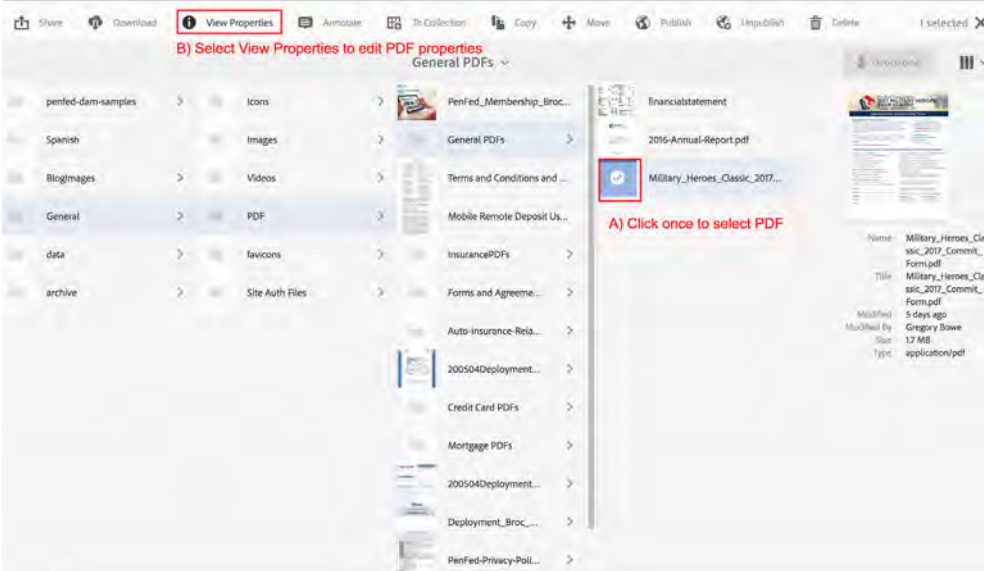 Share Download View Properties Annotate To Collection Copy Move Publish Unpublish Delete 1 selected
B) Select View Properties to edit PDF properties
General PDFs
penfed-dam-samples
Spanish
BlogImages
General
data
archive
Icons
Images
Videos
PDF
favicons
Site Auth Files
PenFed_Membership_Broc...
General PDFs
Terms and Conditions and ...
Mobile Remote Deposit Us...
InsurancePDFs
Forms and Agreeme...
Auto-insurance-Rela...
200504Deployment...
Credit Card PDFs
Mortgage PDFs
200504Deployment...
Deployment_Broc_...
PenFed-Privacy-Poli...
financialstatement
2016-Annual-Report.pdf
Military_Heroes_Classic_2017...
A) Click once to select PDF
Name Military_Heroes_Cla
ssic_2017_Commit_
Form.pdf
Title Military_Heroes_Cla
ssic_2017_Commit_
Form.pdf
Modified 5 days ago
Modified By Gregory Bowe
Size 1.7 MB
Type application/pdf